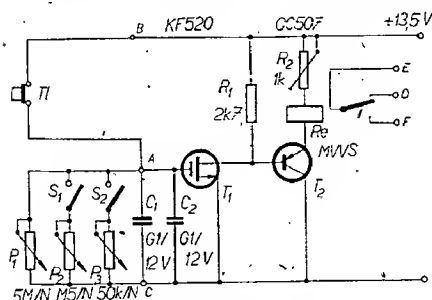 B KF520 GC507 +13,5V
R2
1k
E
Tl
R1
2k7
D
Re
F
A
MVVS
S1 S2
C1 C2
T1
T2
G1/ G1/
12V 12V
P1 P2 P3
5M/N M5/N 50k/N C